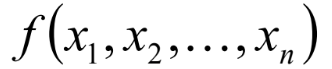 f(x₁, x₂, …, xₙ)